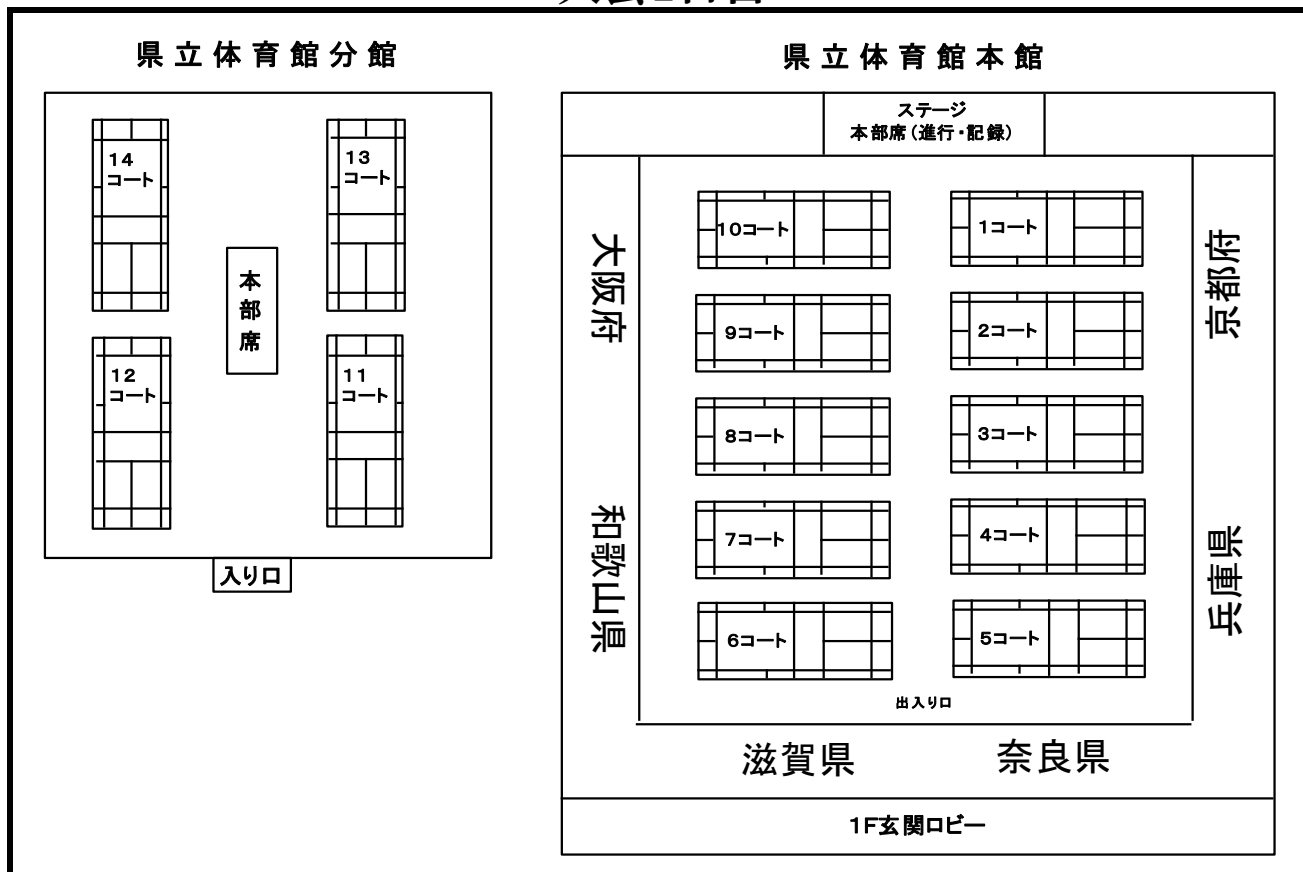 県立体育館分館
14
コート
13
コート
本部席
12
コート
11
コート
入り口
県立体育館本館
ステージ
本部席(進行・記録)
大阪府
和歌山県
10コート
1コート
9コート
2コート
8コート
3コート
7コート
4コート
6コート
5コート
京都府
兵庫県
出入り口
滋賀県
奈良県
1F玄関ロビー